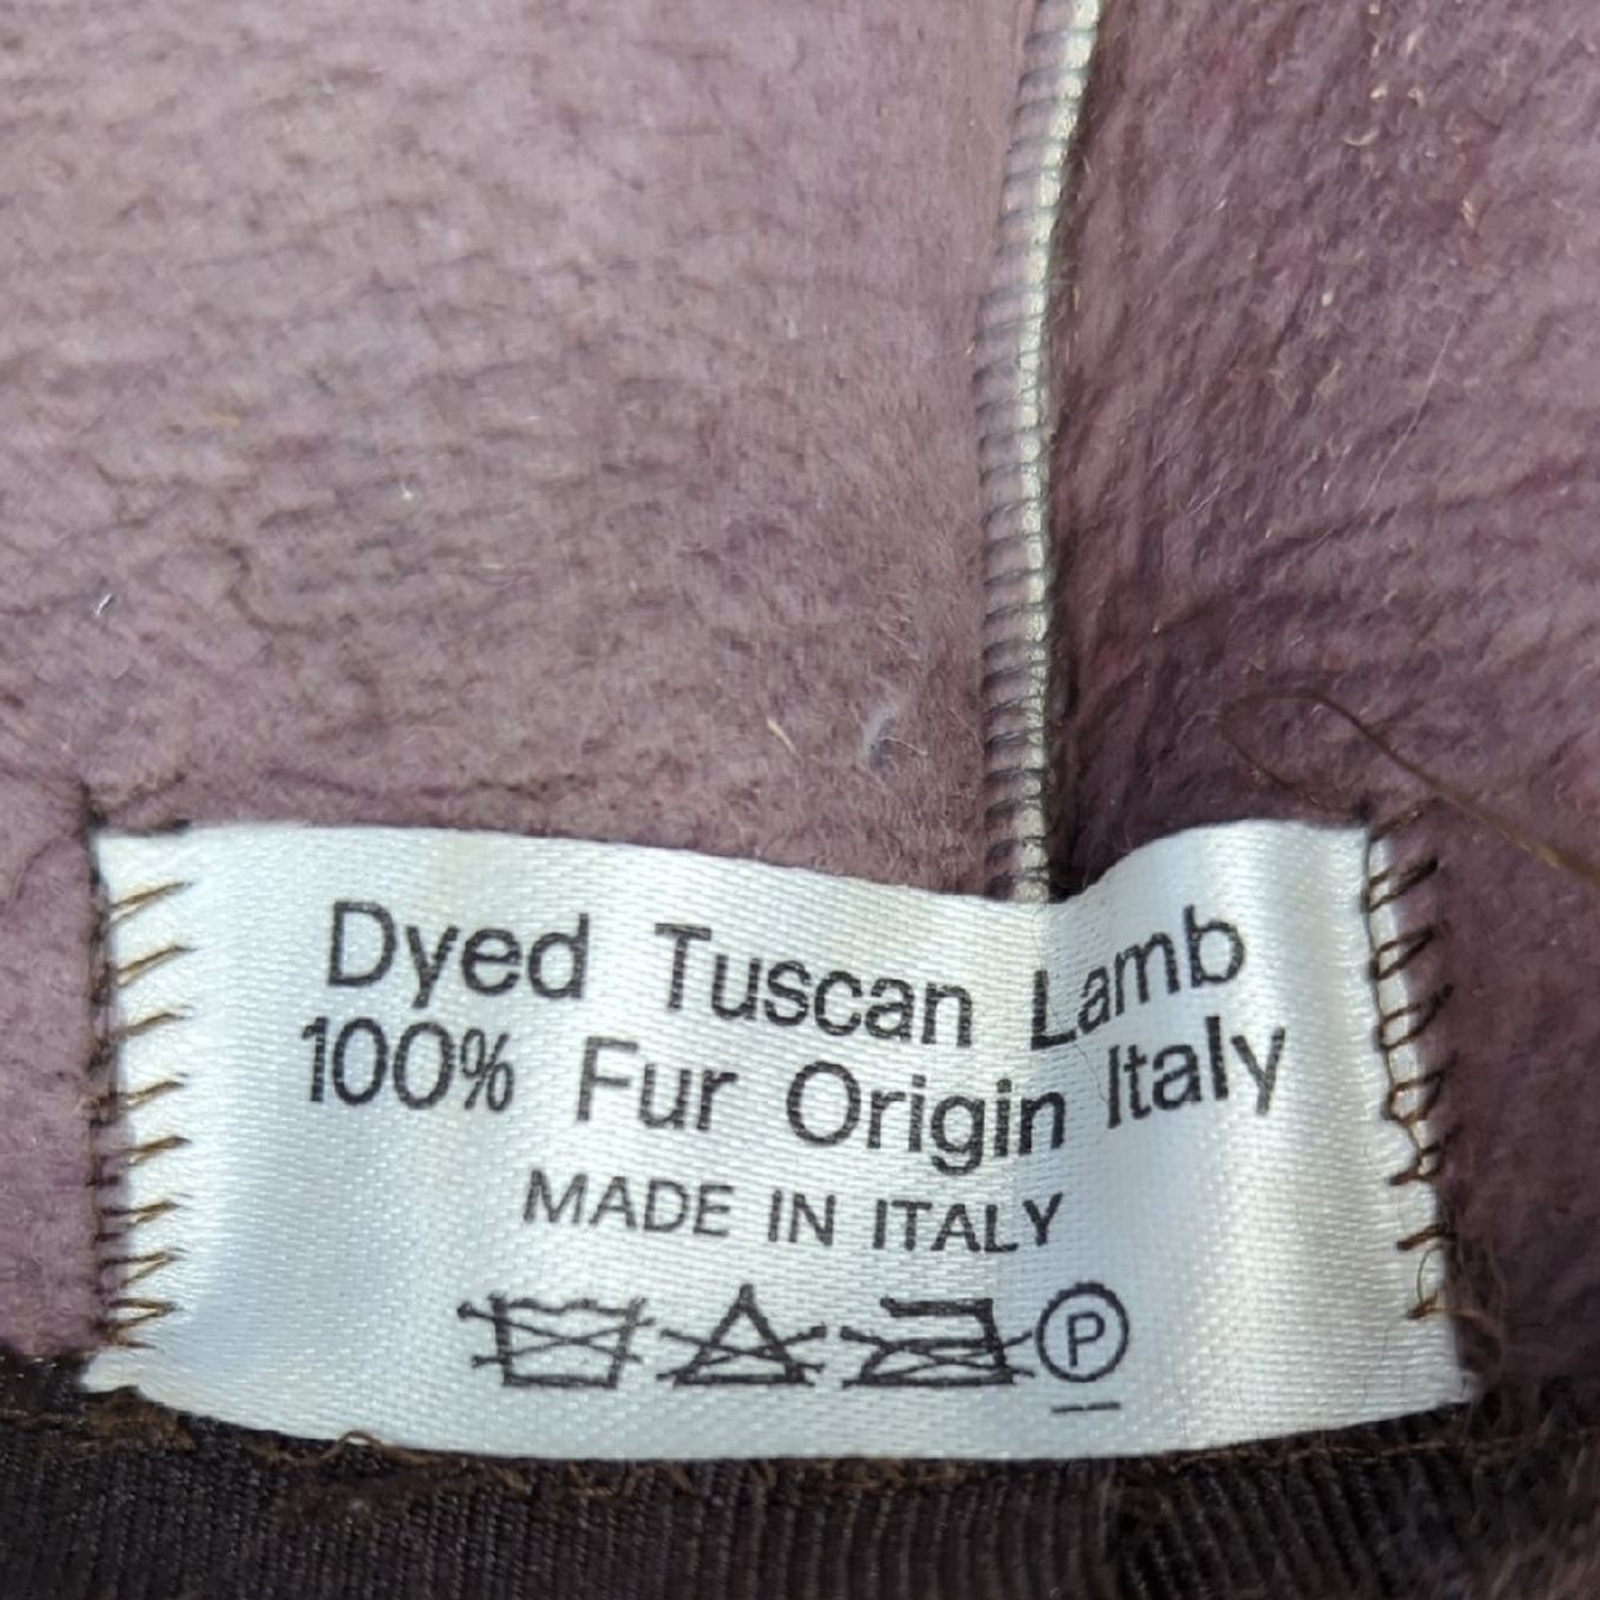 Dyed Tuscan Lamb
100% Fur Origin Italy
MADE IN ITALY
P